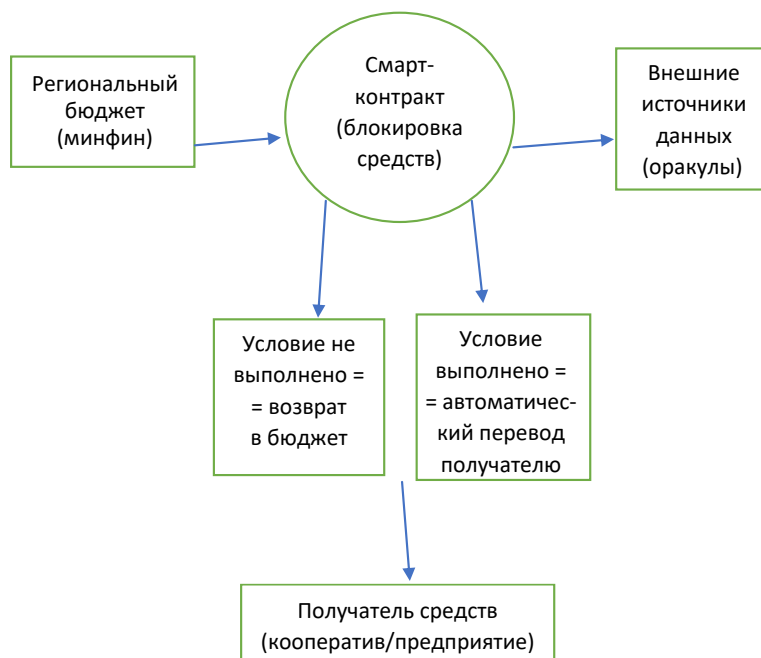 Региональный
бюджет
(минфин)
Смарт-
контракт
(блокировка
средств)
Внешние
источники
данных
(оракулы)
Условие не
выполнено =
= возврат
в бюджет
Условие
выполнено =
= автоматичес-
кий перевод
получателю
Получатель средств
(кооператив/предприятие)